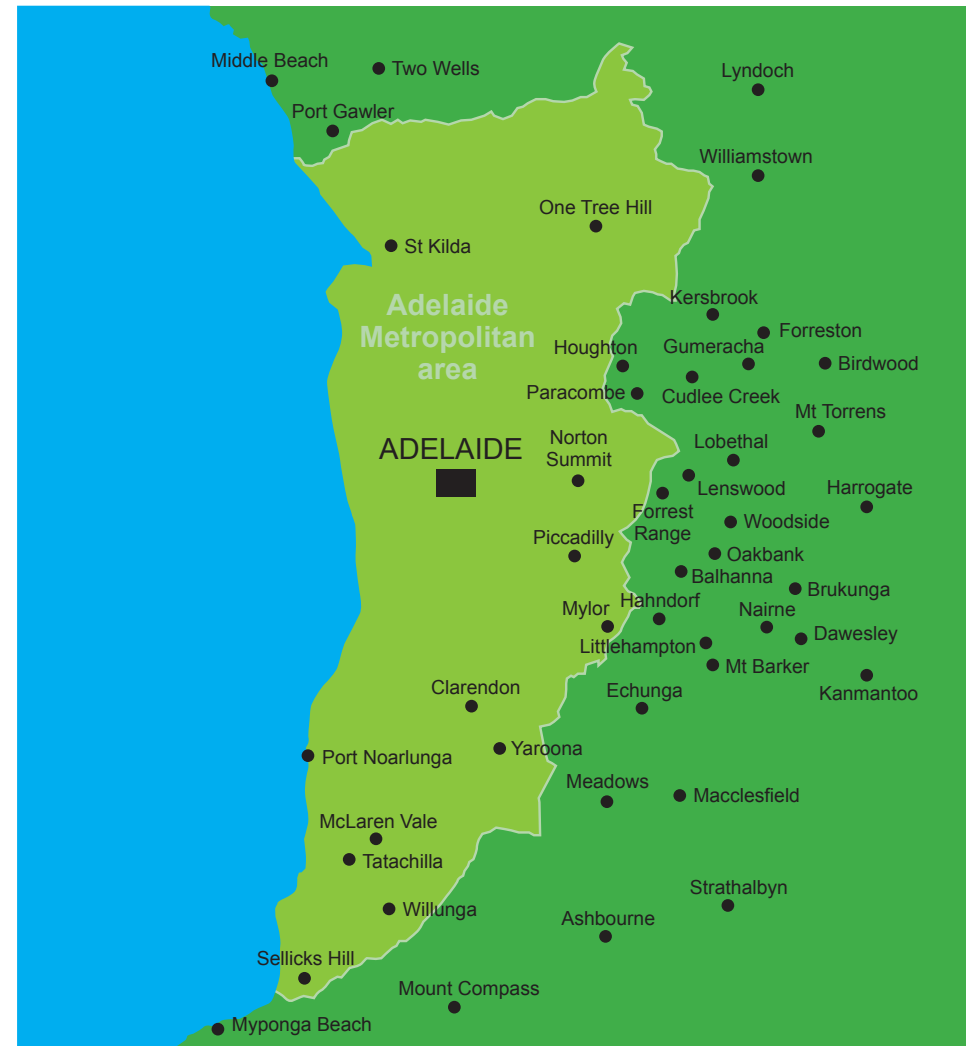 Middle Beach
Two Wells
Lyndoch
Port Gawler
Williamstown
One Tree Hill
St Kilda
Adelaide
Metropolitan
area
Kersbrook
Forreston
Houghton
Gumeracha
Birdwood
Paracombe
Cudlee Creek
Mt Torrens
ADELAIDE
Norton
Summit
Lobethal
Lenswood
Harrogate
Forrest
Range
Woodside
Piccadilly
Oakbank
Balhanna
Brukunga
Mylor
Hahndorf
Nairne
Littlehampton
Dawesley
Mt Barker
Clarendon
Echunga
Kanmantoo
Port Noarlunga
Yaroona
Meadows
Macclesfield
McLaren Vale
Tatachilla
Strathalbyn
Willunga
Ashbourne
Sellicks Hill
Mount Compass
Myponga Beach